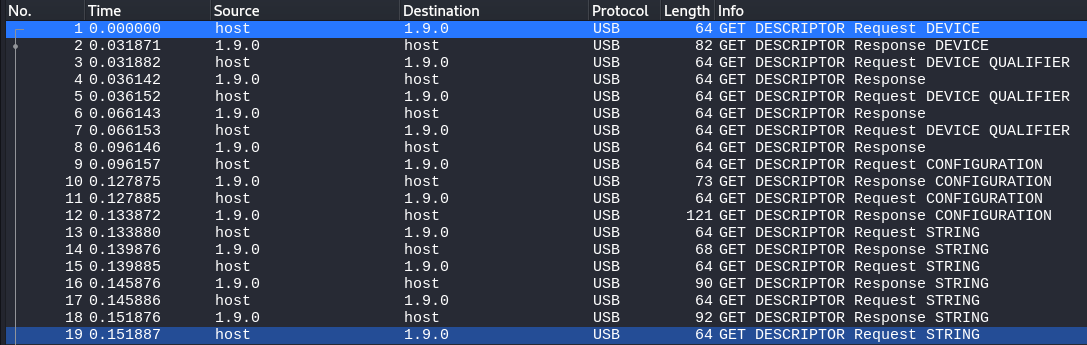 No. Time Source Destination Protocol Length Info
1 0.000000 host 1.9.0 USB 64 GET DESCRIPTOR Request DEVICE
2 0.031871 1.9.0 host USB 82 GET DESCRIPTOR Response DEVICE
3 0.031882 host 1.9.0 USB 64 GET DESCRIPTOR Request DEVICE QUALIFIER
4 0.036142 1.9.0 host USB 64 GET DESCRIPTOR Response
5 0.036152 host 1.9.0 USB 64 GET DESCRIPTOR Request DEVICE QUALIFIER
6 0.066143 1.9.0 host USB 64 GET DESCRIPTOR Response
7 0.066153 host 1.9.0 USB 64 GET DESCRIPTOR Request DEVICE QUALIFIER
8 0.096146 1.9.0 host USB 64 GET DESCRIPTOR Response
9 0.096157 host 1.9.0 USB 64 GET DESCRIPTOR Request CONFIGURATION
10 0.127875 1.9.0 host USB 73 GET DESCRIPTOR Response CONFIGURATION
11 0.127885 host 1.9.0 USB 64 GET DESCRIPTOR Request CONFIGURATION
12 0.133872 1.9.0 host USB 121 GET DESCRIPTOR Response CONFIGURATION
13 0.133880 host 1.9.0 USB 64 GET DESCRIPTOR Request STRING
14 0.139876 1.9.0 host USB 68 GET DESCRIPTOR Response STRING
15 0.139885 host 1.9.0 USB 64 GET DESCRIPTOR Request STRING
16 0.145876 1.9.0 host USB 90 GET DESCRIPTOR Response STRING
17 0.145886 host 1.9.0 USB 64 GET DESCRIPTOR Request STRING
18 0.151876 1.9.0 host USB 92 GET DESCRIPTOR Response STRING
19 0.151887 host 1.9.0 USB 64 GET DESCRIPTOR Request STRING